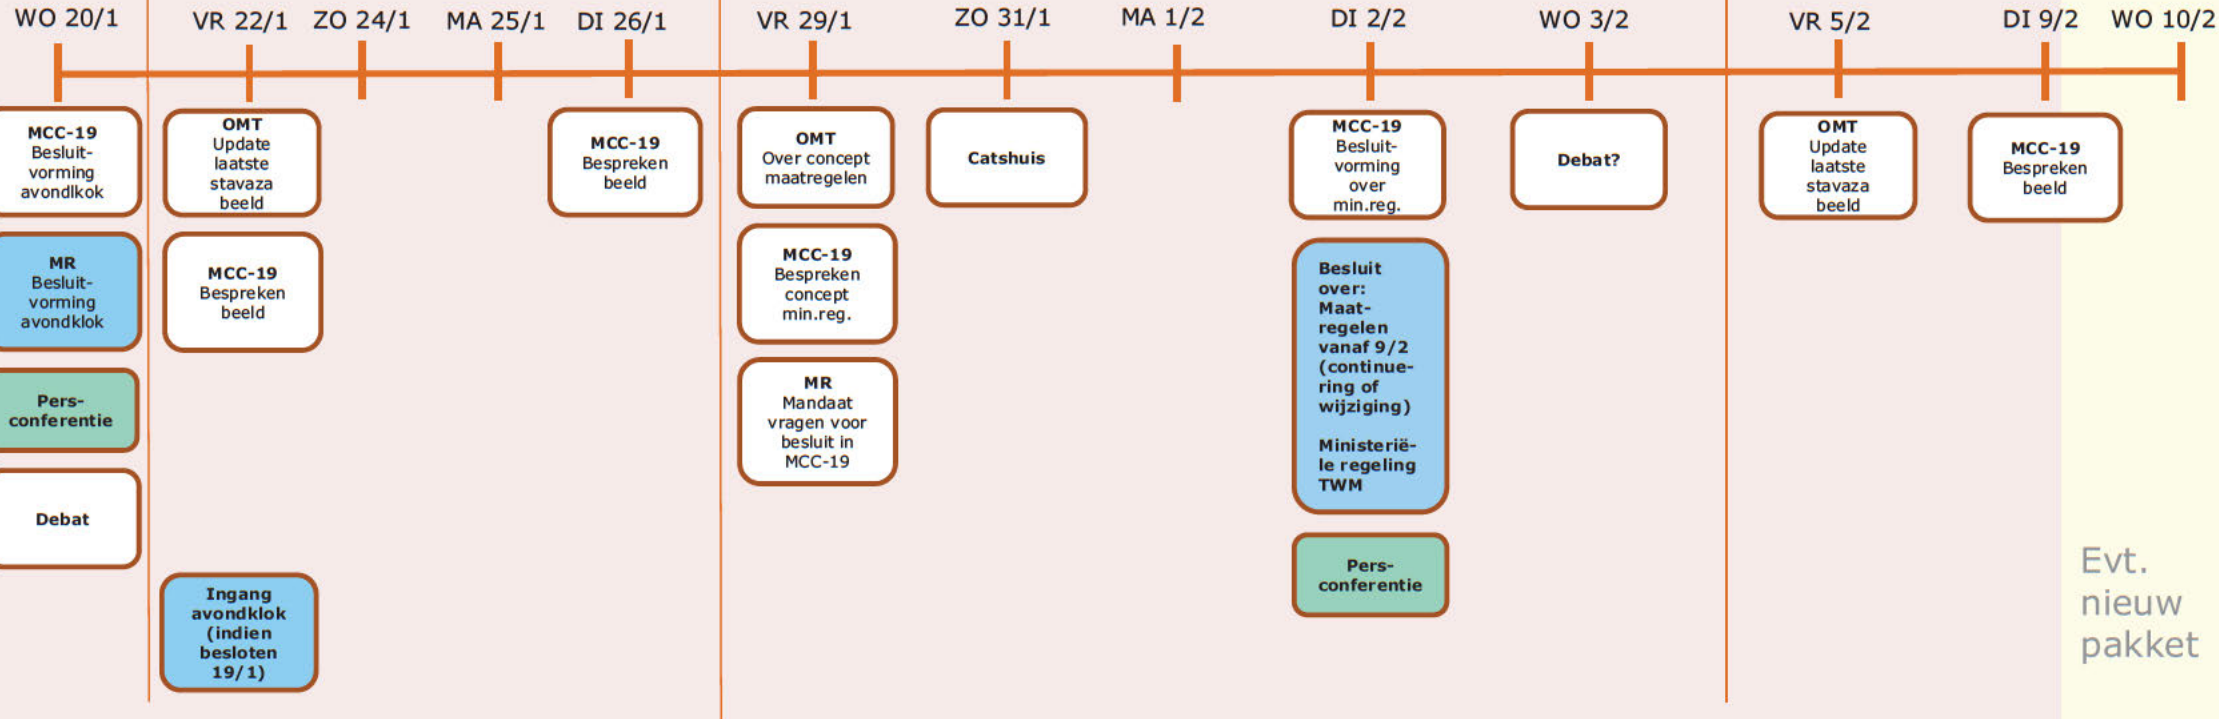 WO 20/1
VR 22/1
ZO 24/1
MA 25/1
DI 26/1
VR 29/1
ZO 31/1
MA 1/2
DI 2/2
WO 3/2
VR 5/2
DI 9/2
WO 10/2
MCC-19
Besluit-
vorming
avondlkok
MR
Besluit-
vorming
avondklok
Pers-
conferentie
Debat
OMT
Update
laatste
stavaza
beeld
MCC-19
Bespreken
beeld
Ingang
avondklok
(indien
besloten
19/1)
MCC-19
Bespreken
beeld
OMT
Over concept
maatregelen
MCC-19
Bespreken
concept
min.reg.
MR
Mandaat
vragen voor
besluit in
MCC-19
Catshuis
MCC-19
Besluit-
vorming
over
min.reg.
Besluit
over:
Maat-
regelen
vanaf 9/2
(continue-
ring of
wijziging)
Ministerië-
le regeling
TWM
Pers-
conferentie
Debat?
OMT
Update
laatste
stavaza
beeld
MCC-19
Bespreken
beeld
Evt.
nieuw
pakket